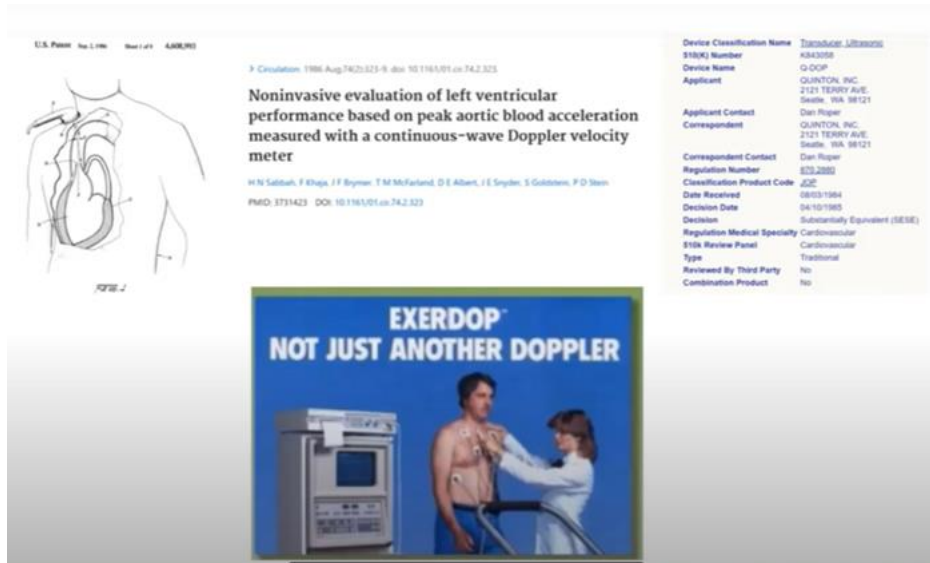 U.S. Patent Sep. 2, 1986 Sheet 1 of 4 4,608,993
FIG. 1
Circulation. 1986 Aug;74(2):323-9. doi: 10.1161/01.cir.74.2.323.
Noninvasive evaluation of left ventricular
performance based on peak aortic blood acceleration
measured with a continuous-wave Doppler velocity
meter
H N Sabbah, F Khaja, J F Brymer, T M McFarland, D E Albert, J E Snyder, S Goldstein, P D Stein
PMID: 3731423 DOI: 10.1161/01.cir.74.2.323
Device Classification Name Transducer, Ultrasonic
510(K) Number K843058
Device Name Q-DOP
Applicant QUINTON, INC.
2121 TERRY AVE.
Seatle, WA 98121
Applicant Contact Dan Roper
Correspondent QUINTON, INC.
2121 TERRY AVE.
Seatle, WA 98121
Correspondent Contact Dan Roper
Regulation Number 870.2880
Classification Product Code JOP
Date Received 08/03/1984
Decision Date 04/10/1985
Decision Substantially Equivalent (SESE)
Regulation Medical Specialty Cardiovascular
510k Review Panel Cardiovascular
Type Traditional
Reviewed By Third Party No
Combination Product No
EXERDOP™
NOT JUST ANOTHER DOPPLER